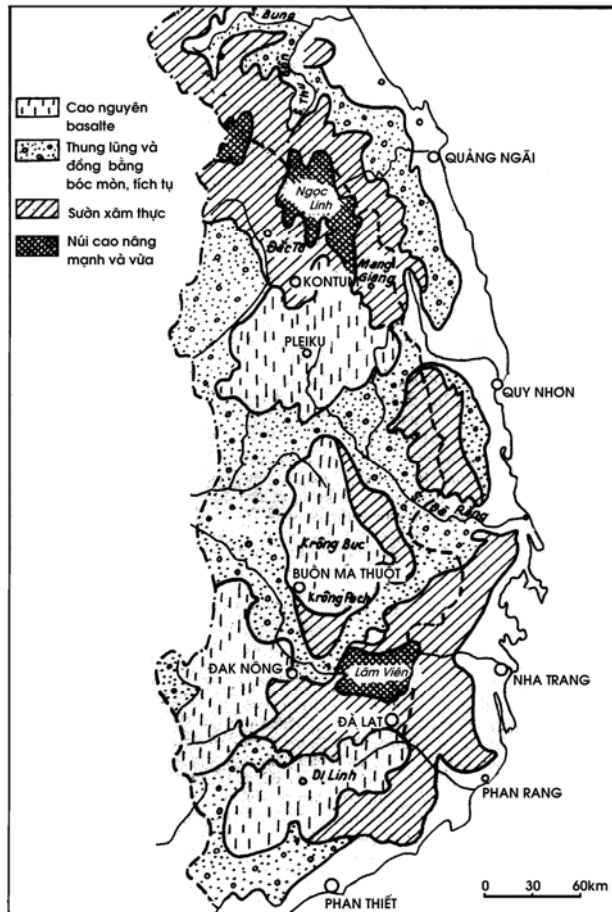 S. Bung
S. Thu Bồn
Cao nguyên
basalte
Thung lũng và
đồng bằng
bóc mòn, tích tụ
Sườn xâm thực
Núi cao nâng
mạnh và vừa
QUẢNG NGÃI
Ngọc
Linh
Đắc Tô
Mang
Giang
KONTUM
PLEIKU
QUY NHƠN
S. Ba
Krông Buc
BUÔN MA THUỘT
Krông Pach
ĐAK NÔNG
Lâm Viên
NHA TRANG
ĐÀ LẠT
Di Linh
PHAN RANG
PHAN THIẾT
0 30 60km